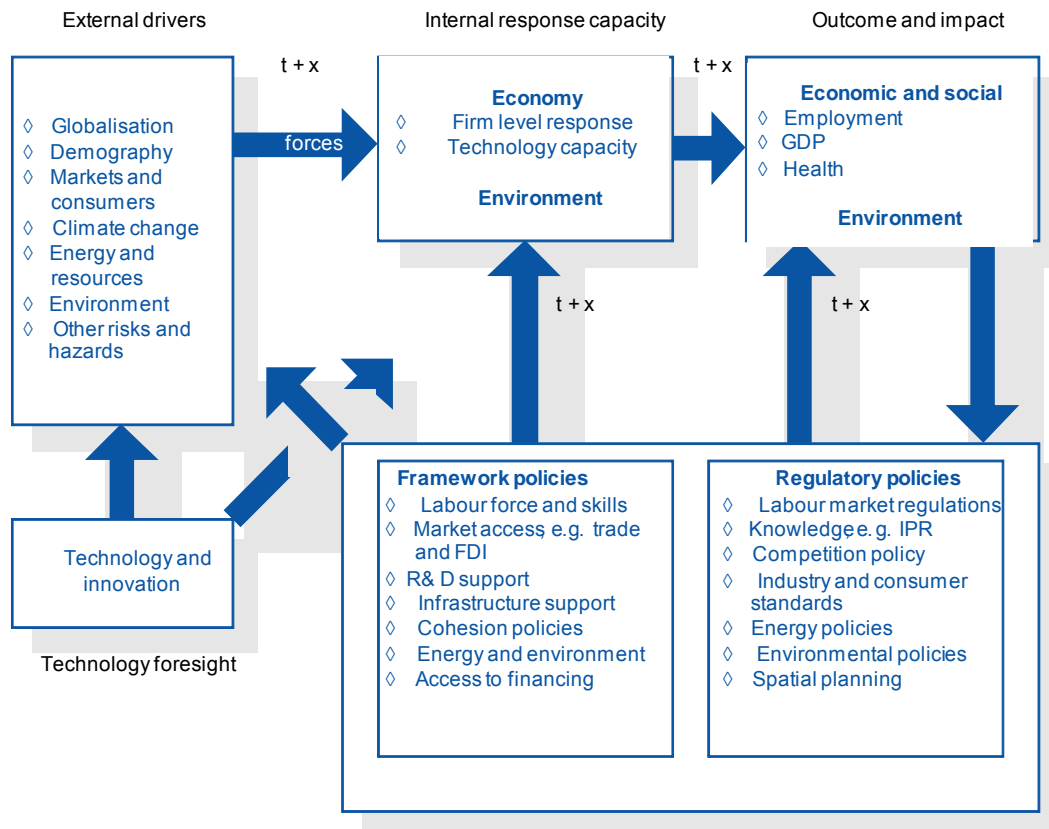 External drivers
Internal response capacity
Outcome and impact
t + x
t + x
◊ Globalisation
◊ Demography
◊ Markets and
consumers
◊ Climate change
◊ Energy and
resources
◊ Environment
◊ Other risks and
hazards
forces
Economy
◊ Firm level response
◊ Technology capacity
Environment
Economic and social
◊ Employment
◊ GDP
◊ Health
Environment
t + x
t + x
Technology and
innovation
Technology foresight
Framework policies
◊ Labour force and skills
◊ Market access, e.g. trade
and FDI
◊ R& D support
◊ Infrastructure support
◊ Cohesion policies
◊ Energy and environment
◊ Access to financing
Regulatory policies
◊ Labour market regulations
◊ Knowledge, e. g. IPR
◊ Competition policy
◊ Industry and consumer
standards
◊ Energy policies
◊ Environmental policies
◊ Spatial planning